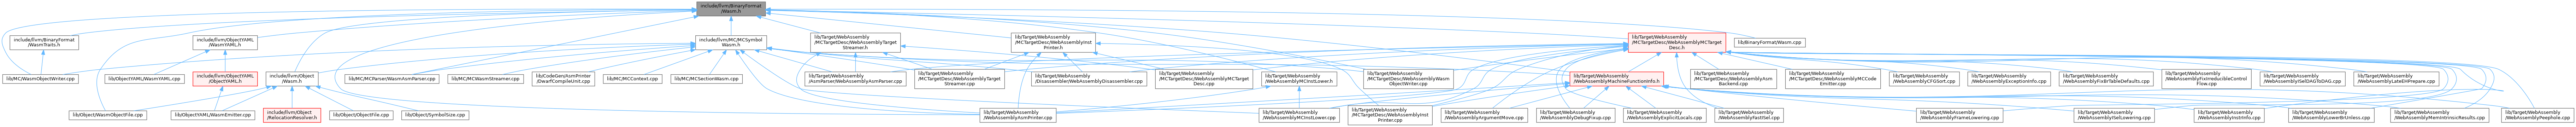 include/llvm/BinaryFormat
/Wasm.h
include/llvm/BinaryFormat
/WasmTraits.h
include/llvm/ObjectYAML
/WasmYAML.h
include/llvm/MC/MCSymbol
Wasm.h
lib/Target/WebAssembly
/MCTargetDesc/WebAssemblyTarget
Streamer.h
lib/Target/WebAssembly
/MCTargetDesc/WebAssemblyInst
Printer.h
lib/Target/WebAssembly
/MCTargetDesc/WebAssemblyMCTarget
Desc.h
lib/BinaryFormat/Wasm.cpp
lib/MC/WasmObjectWriter.cpp
lib/ObjectYAML/WasmYAML.cpp
include/llvm/ObjectYAML
/ObjectYAML.h
include/llvm/Object
/Wasm.h
lib/MC/MCParser/WasmAsmParser.cpp
lib/MC/MCWasmStreamer.cpp
lib/CodeGen/AsmPrinter
/DwarfCompileUnit.cpp
lib/MC/MCContext.cpp
lib/MC/MCSectionWasm.cpp
lib/Target/WebAssembly
/AsmParser/WebAssemblyAsmParser.cpp
lib/Target/WebAssembly
/MCTargetDesc/WebAssemblyTarget
Streamer.cpp
lib/Target/WebAssembly
/Disassembler/WebAssemblyDisassembler.cpp
lib/Target/WebAssembly
/MCTargetDesc/WebAssemblyMCTarget
Desc.cpp
lib/Target/WebAssembly
/WebAssemblyMCInstLower.h
lib/Target/WebAssembly
/MCTargetDesc/WebAssemblyWasm
ObjectWriter.cpp
lib/Target/WebAssembly
/WebAssemblyMachineFunctionInfo.h
lib/Target/WebAssembly
/MCTargetDesc/WebAssemblyAsm
Backend.cpp
lib/Target/WebAssembly
/MCTargetDesc/WebAssemblyMCCode
Emitter.cpp
lib/Target/WebAssembly
/WebAssemblyCFGSort.cpp
lib/Target/WebAssembly
/WebAssemblyExceptionInfo.cpp
lib/Target/WebAssembly
/WebAssemblyFixBrTableDefaults.cpp
lib/Target/WebAssembly
/WebAssemblyFixIrreducibleControl
Flow.cpp
lib/Target/WebAssembly
/WebAssemblyISelDAGToDAG.cpp
lib/Target/WebAssembly
/WebAssemblyLateEHPrepare.cpp
lib/Object/WasmObjectFile.cpp
lib/ObjectYAML/WasmEmitter.cpp
include/llvm/Object
/RelocationResolver.h
lib/Object/ObjectFile.cpp
lib/Object/SymbolSize.cpp
lib/Target/WebAssembly
/WebAssemblyAsmPrinter.cpp
lib/Target/WebAssembly
/WebAssemblyMCInstLower.cpp
lib/Target/WebAssembly
/MCTargetDesc/WebAssemblyInst
Printer.cpp
lib/Target/WebAssembly
/WebAssemblyArgumentMove.cpp
lib/Target/WebAssembly
/WebAssemblyDebugFixup.cpp
lib/Target/WebAssembly
/WebAssemblyExplicitLocals.cpp
lib/Target/WebAssembly
/WebAssemblyFastISel.cpp
lib/Target/WebAssembly
/WebAssemblyFrameLowering.cpp
lib/Target/WebAssembly
/WebAssemblyISelLowering.cpp
lib/Target/WebAssembly
/WebAssemblyInstrInfo.cpp
lib/Target/WebAssembly
/WebAssemblyLowerBrUnless.cpp
lib/Target/WebAssembly
/WebAssemblyMemIntrinsicResults.cpp
lib/Target/WebAssembly
/WebAssemblyPeephole.cpp